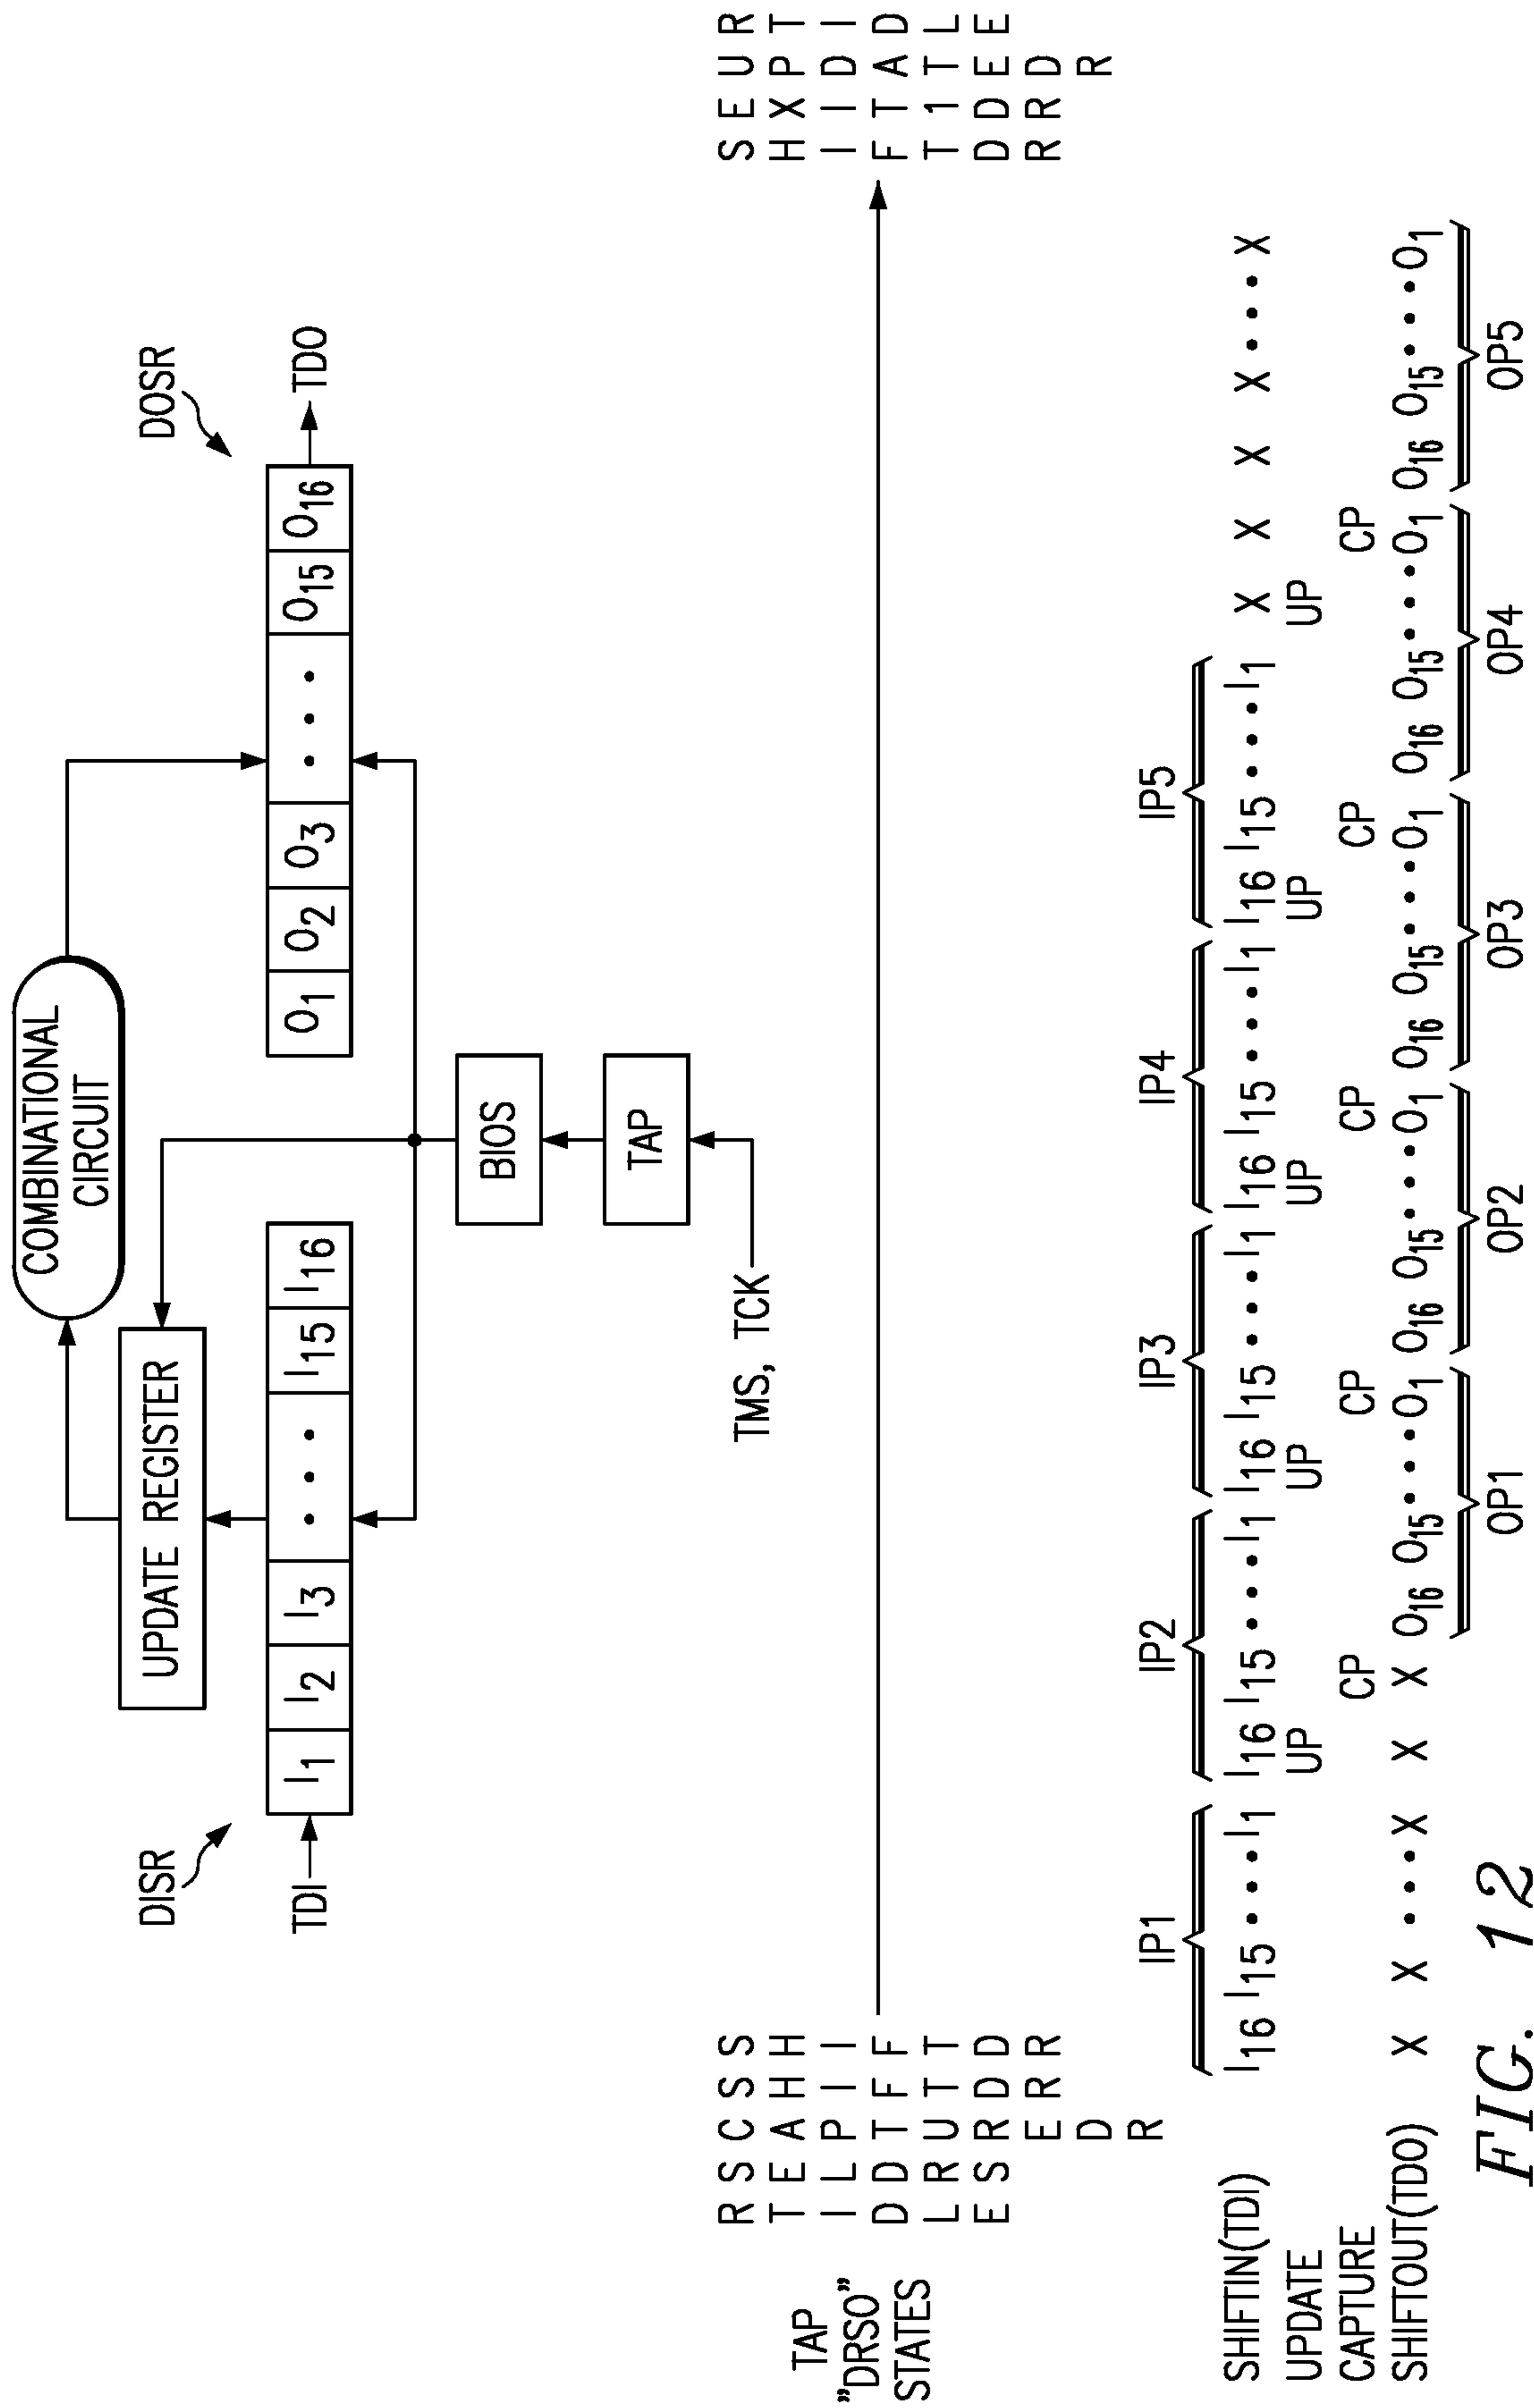 COMBINATIONAL
CIRCUIT
UPDATE REGISTER
DISR
DOSR
TDI
I1 I2 I3 • • • I15 I16
O1 O2 O3 • • • O15 O16
TDO
BIOS
TAP
TMS, TCK
TAP
"DRSO"
STATES
R S C S S
T E A H H
I L P I I
D D T F F
L R U T T
E S R D D
E R R
D
R
S E U R
H X P T
I I D I
F T A D
T 1 T L
D D E E
R R D
R
IP1 IP2 IP3 IP4 IP5
SHIFTIN(TDI) I16 I15 • • • I1 I16 I15 • • • I1 I16 I15 • • • I1 I16 I15 • • • I1 I16 I15 • • • I1 X X X X • • • X
UPDATE UP UP UP UP UP
CAPTURE CP CP CP CP CP
SHIFTOUT(TDO) X X • • • X X X O16 O15 • • • O1 O16 O15 • • • O1 O16 O15 • • • O1 O16 O15 • • • O1 O16 O15 • • • O1
OP1 OP2 OP3 OP4 OP5
FIG. 12